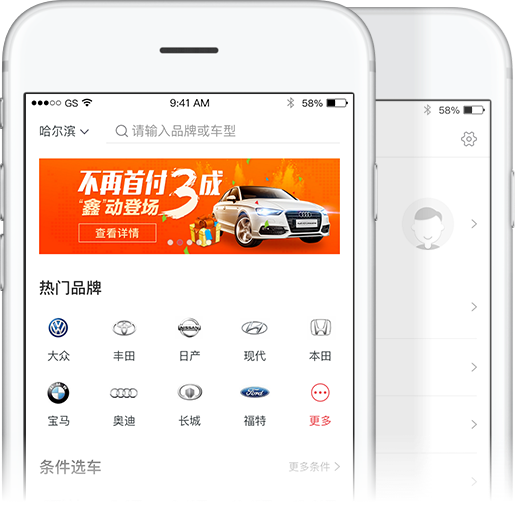 GS 9:41 AM 58%
58%
哈尔滨 请输入品牌或车型
不再首付3成
“鑫”动登场
查看详情
热门品牌
大众 丰田 日产 现代 本田
Ford
宝马 奥迪 长城 福特 更多
条件选车 更多条件